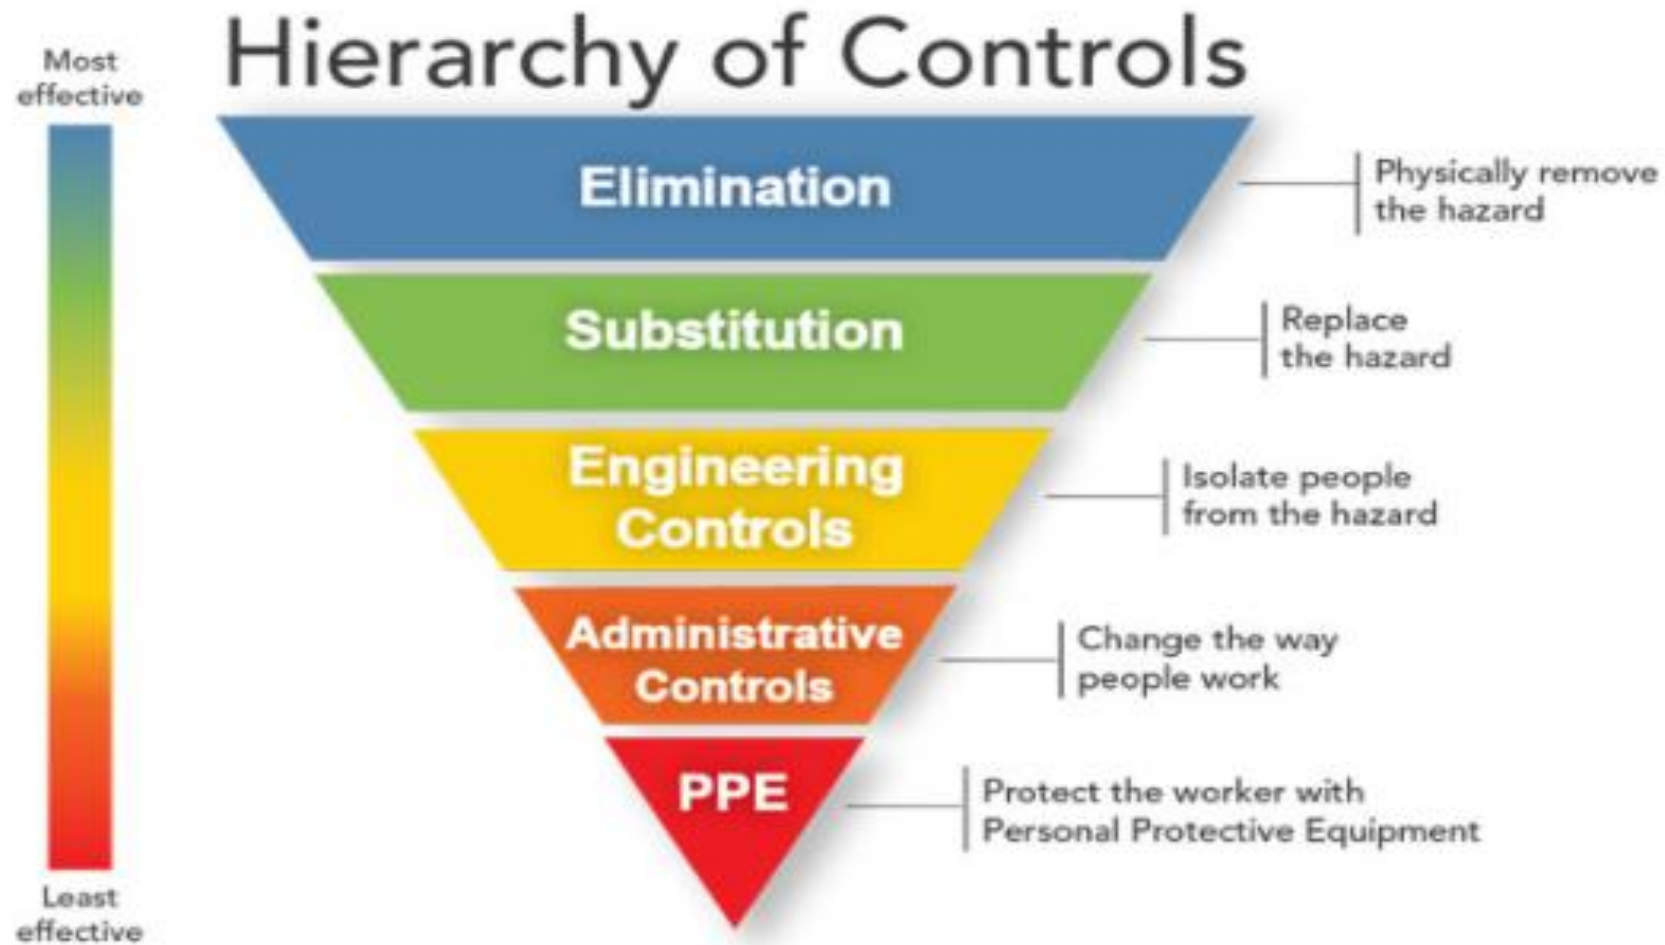 Hierarchy of Controls
Most
effective
Elimination
Physically remove
the hazard
Substitution
Replace
the hazard
Engineering
Controls
Isolate people
from the hazard
Administrative
Controls
Change the way
people work
PPE
Protect the worker with
Personal Protective Equipment
Least
effective